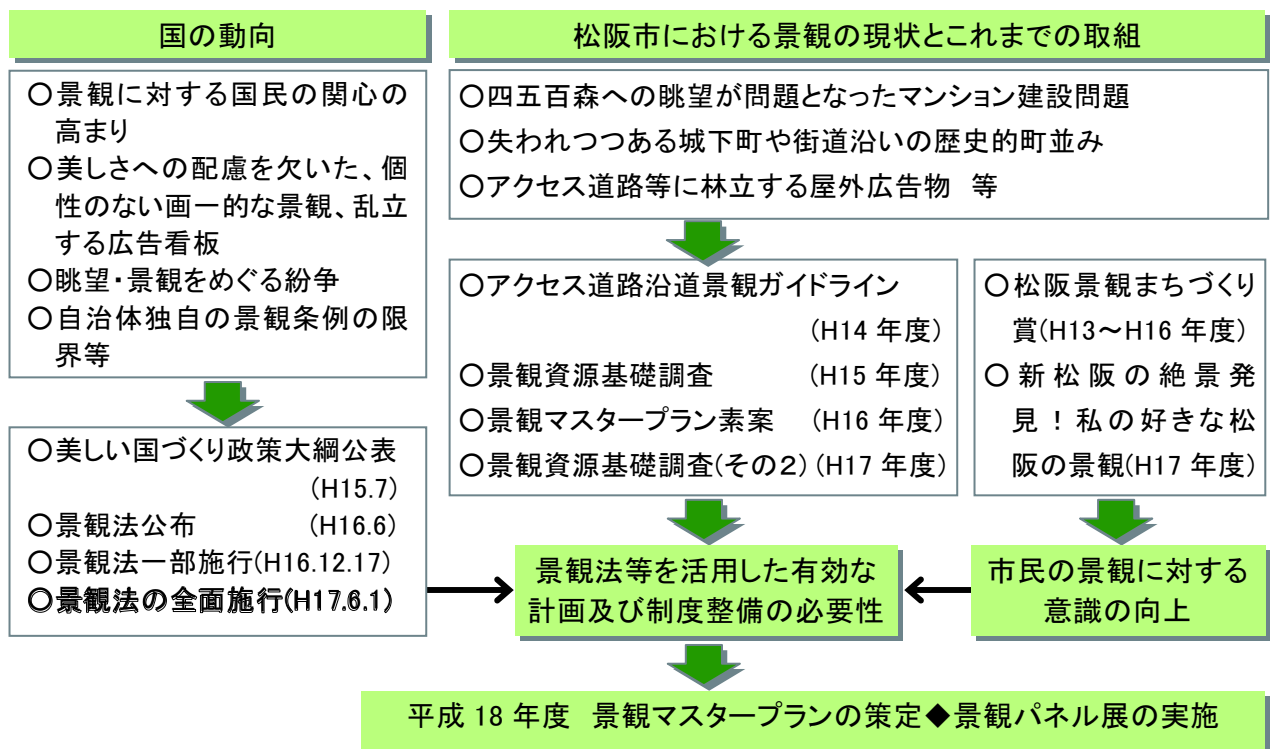 国の動向
○景観に対する国民の関心の
高まり
○美しさへの配慮を欠いた、個
性のない画一的な景観、乱立
する広告看板
○眺望・景観をめぐる紛争
○自治体独自の景観条例の限
界等
○美しい国づくり政策大綱公表
(H15.7)
○景観法公布 (H16.6)
○景観法一部施行(H16.12.17)
○景観法の全面施行(H17.6.1)
松阪市における景観の現状とこれまでの取組
○四五百森への眺望が問題となったマンション建設問題
○失われつつある城下町や街道沿いの歴史的町並み
○アクセス道路等に林立する屋外広告物 等
○アクセス道路沿道景観ガイドライン
(H14 年度)
○景観資源基礎調査 (H15 年度)
○景観マスタープラン素案 (H16 年度)
○景観資源基礎調査(その2) (H17 年度)
○松阪景観まちづくり
賞(H13~H16 年度)
○新松阪の絶景発
見!私の好きな松
阪の景観(H17 年度)
景観法等を活用した有効な
計画及び制度整備の必要性
市民の景観に対する
意識の向上
平成 18 年度 景観マスタープランの策定◆景観パネル展の実施